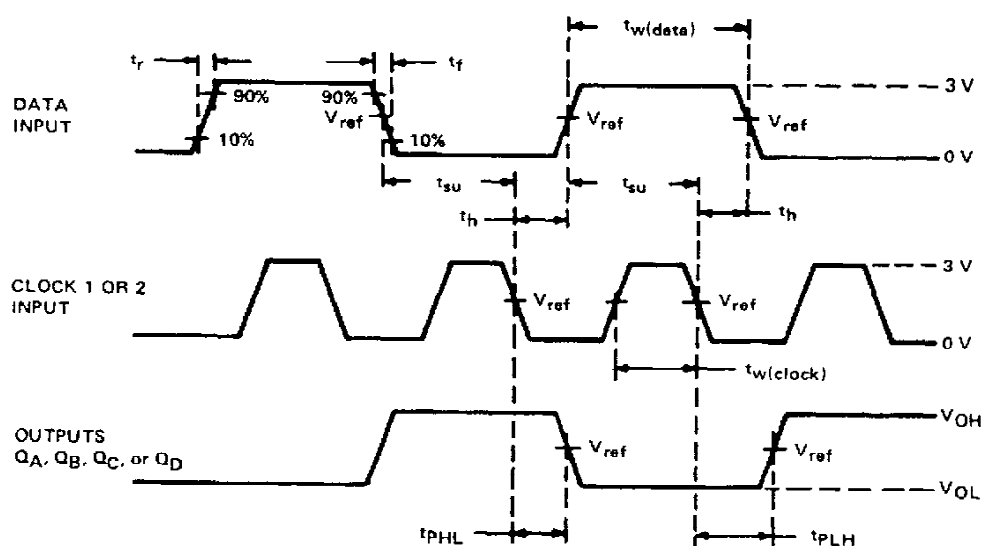 tw(data)
tr
tf
90%
90%
3 V
DATA
INPUT
Vref
Vref
Vref
10%
10%
0 V
tsu
tsu
th
th
3 V
CLOCK 1 OR 2
INPUT
Vref
Vref
0 V
tw(clock)
VOH
OUTPUTS
QA, QB, QC, or QD
Vref
Vref
VOL
tPHL
tPLH